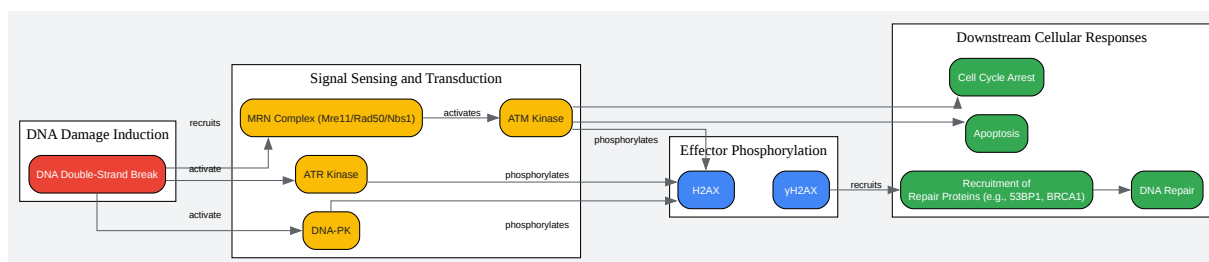 DNA Damage Induction
DNA Double-Strand Break
recruits
activate
activate
Signal Sensing and Transduction
MRN Complex (Mre11/Rad50/Nbs1)
activates
ATM Kinase
ATR Kinase
DNA-PK
phosphorylates
phosphorylates
phosphorylates
Effector Phosphorylation
H2AX
γH2AX
recruits
Downstream Cellular Responses
Cell Cycle Arrest
Apoptosis
Recruitment of
Repair Proteins (e.g., 53BP1, BRCA1)
DNA Repair